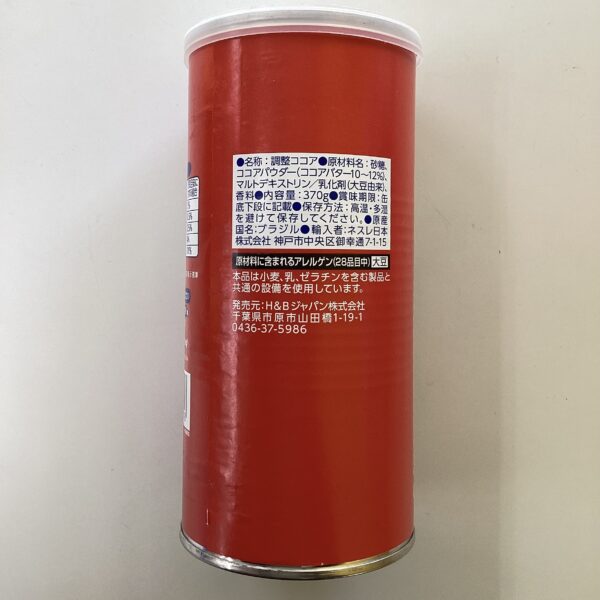 ●名称：調整ココア●原材料名：砂糖、
ココアパウダー(ココアバター10～12%)、
マルトデキストリン/乳化剤(大豆由来)、
香料●内容量：370g●賞味期限：缶
底下段に記載●保存方法：高温・多湿
を避けて保存してください。●原産
国名：ブラジル●輸入者：ネスレ日本
株式会社 神戸市中央区御幸通7-1-15
原材料に含まれるアレルゲン(28品目中) 大豆
本品は小麦、乳、ゼラチンを含む製品と
共通の設備を使用しています。
発売元：H&Bジャパン株式会社
千葉県市原市山田橋1-19-1
0436-37-5986